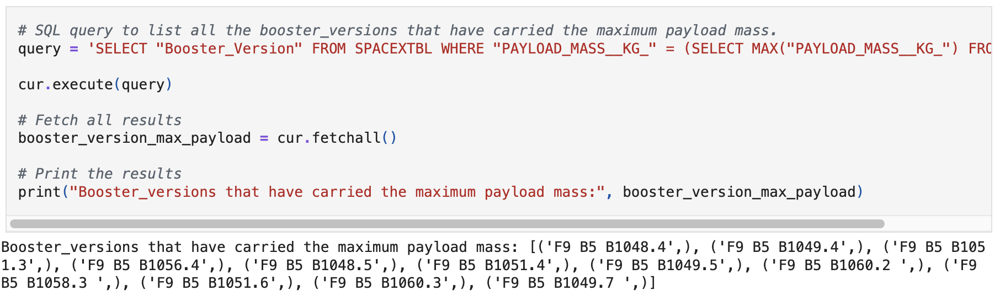 # SQL query to list all the booster_versions that have carried the maximum payload mass.
query = 'SELECT "Booster_Version" FROM SPACEXTBL WHERE "PAYLOAD_MASS__KG_" = (SELECT MAX("PAYLOAD_MASS__KG_") FRO
cur.execute(query)
# Fetch all results
booster_version_max_payload = cur.fetchall()
# Print the results
print("Booster_versions that have carried the maximum payload mass:", booster_version_max_payload)
Booster_versions that have carried the maximum payload mass: [('F9 B5 B1048.4',), ('F9 B5 B1049.4',), ('F9 B5 B105
1.3',), ('F9 B5 B1056.4',), ('F9 B5 B1048.5',), ('F9 B5 B1051.4',), ('F9 B5 B1049.5',), ('F9 B5 B1060.2 ',), ('F9
B5 B1058.3 ',), ('F9 B5 B1051.6',), ('F9 B5 B1060.3',), ('F9 B5 B1049.7 ',)]